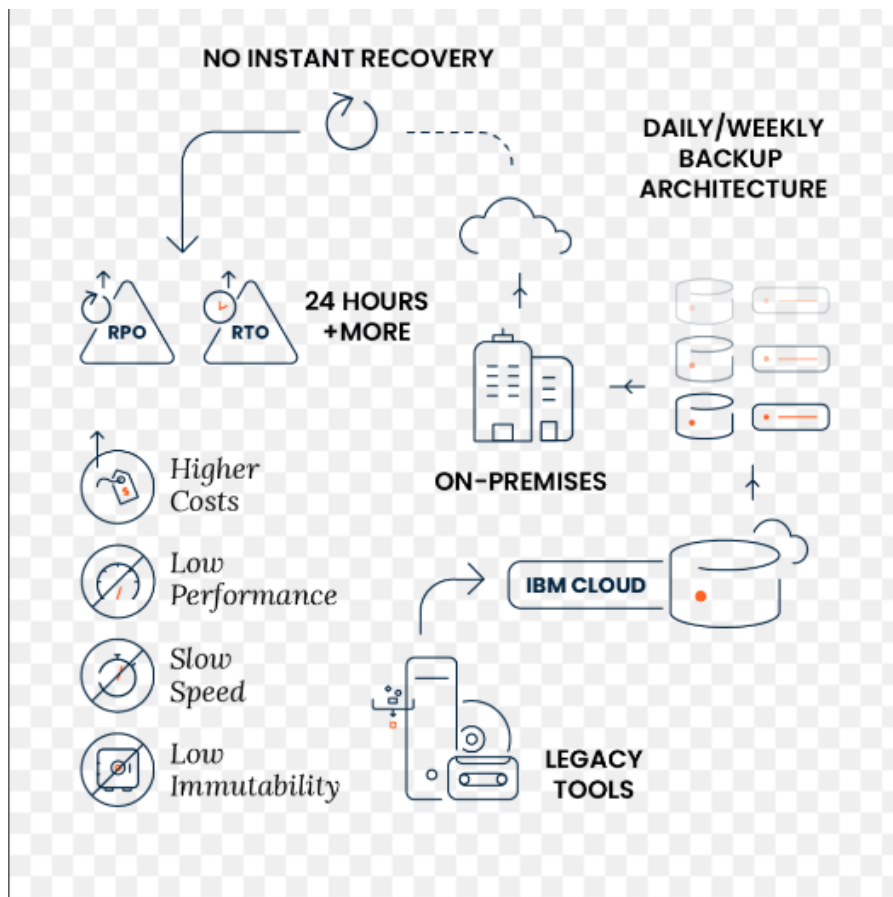 NO INSTANT RECOVERY
DAILY/WEEKLY
BACKUP
ARCHITECTURE
RPO
RTO
24 HOURS
+MORE
Higher
Costs
$
ON-PREMISES
Low
Performance
IBM CLOUD
Slow
Speed
Low
Immutability
LEGACY
TOOLS